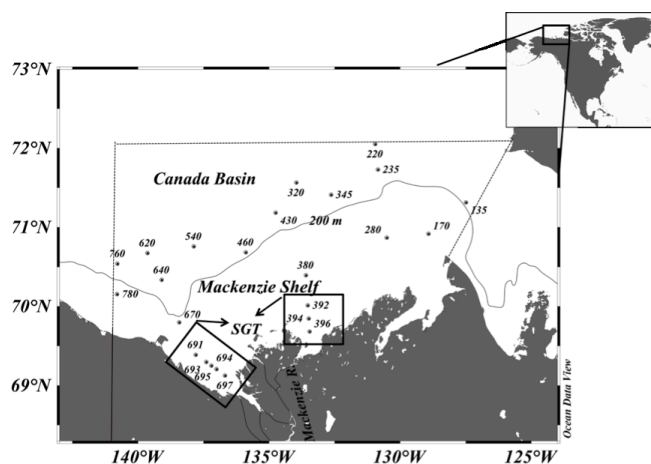 73°N
72°N
220
235
Canada Basin
320
345
135
430
200 m
71°N
280
170
540
460
620
760
380
640
780
Mackenzie Shelf
70°N
392
670
394
396
SGT
691
694
693
695
697
69°N
Mackenzie R.
Ocean Data View
140°W
135°W
130°W
125°W